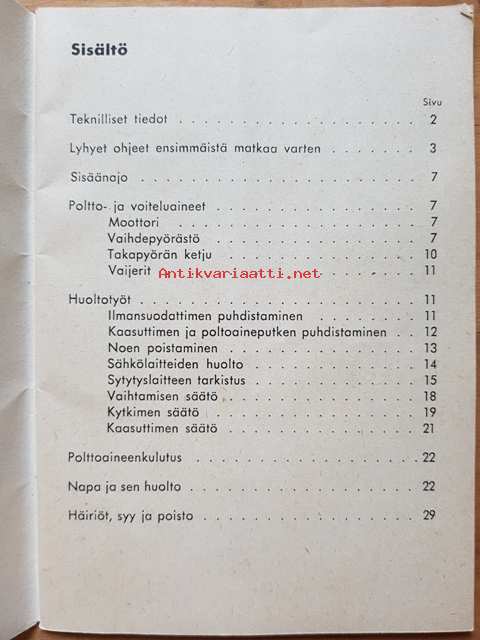 Sisältö
Sivu
Teknilliset tiedot . . . . . . . . . . . . . . . . 2
Lyhyet ohjeet ensimmäistä matkaa varten . . . . . . 3
Sisäänajo . . . . . . . . . . . . . . . . . . . 7
Poltto- ja voiteluaineet . . . . . . . . . . . . . . 7
Moottori . . . . . . . . . . . . . . . . . 7
Vaihdepyörästö . . . . . . . . . . . . . . 7
Takapyörän ketju . . . . . . . . . . . . . 10
Vaijerit . . . . . . . . . . . . . . . . . 11
Antikvariaatti.net
Huoltotyöt . . . . . . . . . . . . . . . . . . . 11
Ilmansuodattimen puhdistaminen . . . . . . . 11
Kaasuttimen ja poltoaineputken puhdistaminen . . 12
Noen poistaminen . . . . . . . . . . . . . 13
Sähkölaitteiden huolto . . . . . . . . . . . 14
Sytytyslaitteen tarkistus . . . . . . . . . . . 15
Vaihtamisen säätö . . . . . . . . . . . . . 18
Kytkimen säätö . . . . . . . . . . . . . . 19
Kaasuttimen säätö . . . . . . . . . . . . . 21
Polttoaineenkulutus . . . . . . . . . . . . . . . 22
Napa ja sen huolto . . . . . . . . . . . . . . . 22
Häiriöt, syy ja poisto . . . . . . . . . . . . . . 29